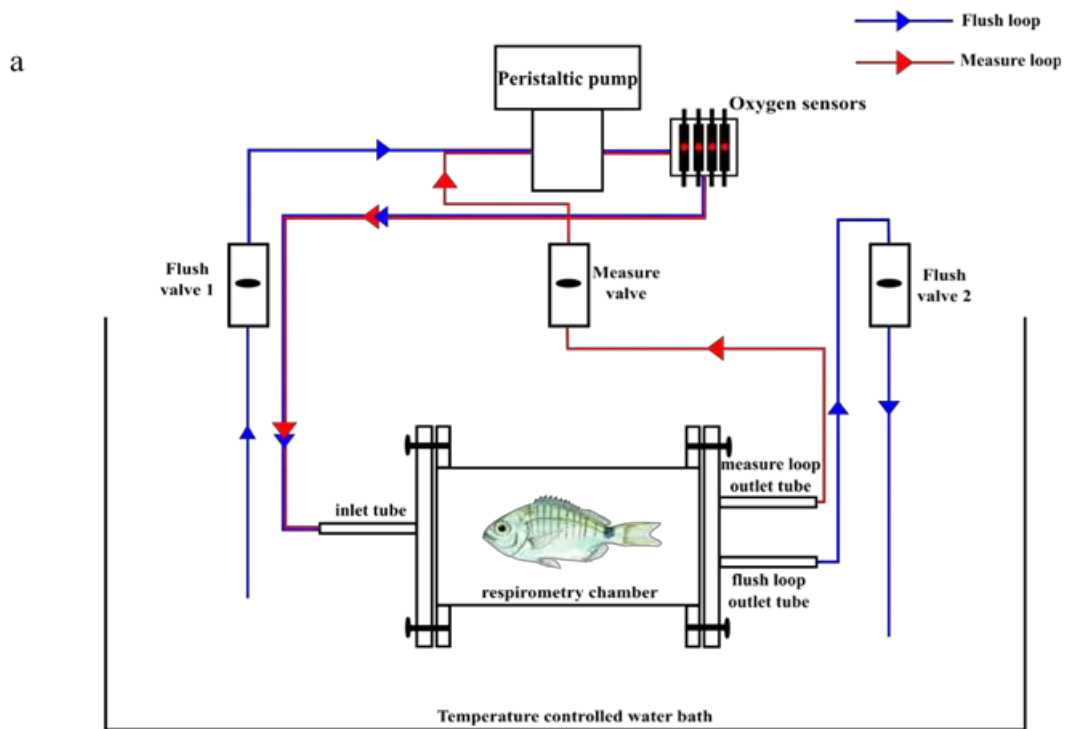 a
Flush loop
Measure loop
Peristaltic pump
Oxygen sensors
Flush
valve 1
Measure
valve
Flush
valve 2
measure loop
outlet tube
inlet tube
respirometry chamber
flush loop
outlet tube
Temperature controlled water bath